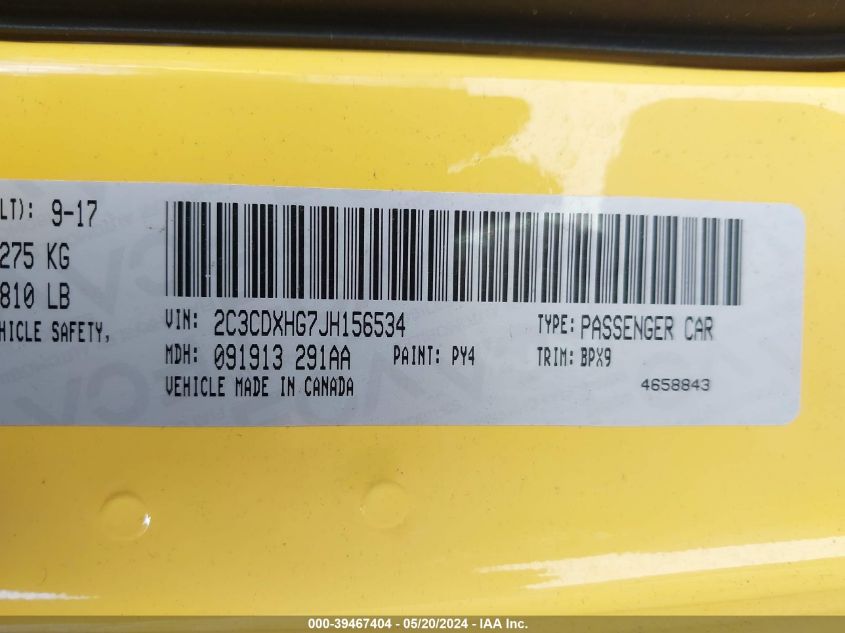 LT): 9-17
275 KG
810 LB
HICLE SAFETY,
VIN: 2C3CDXHG7JH156534 TYPE: PASSENGER CAR
MDH: 091913 291AA PAINT: PY4 TRIM: BPX9
VEHICLE MADE IN CANADA 4658843
000-39467404 - 05/20/2024 - IAA Inc.